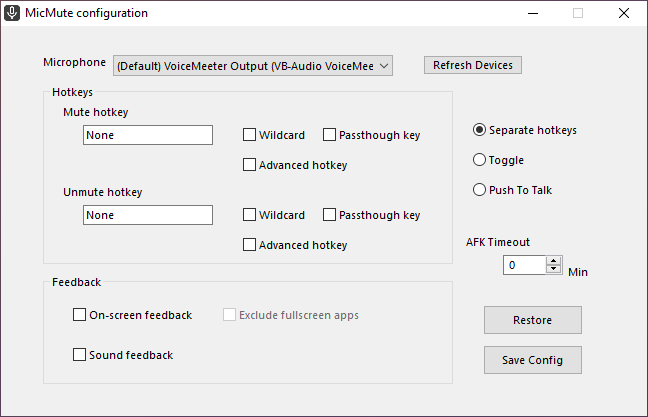 MicMute configuration
Microphone
(Default) VoiceMeeter Output (VB-Audio VoiceMee
Refresh Devices
Hotkeys
Mute hotkey
None
Wildcard
Passthough key
Advanced hotkey
Unmute hotkey
None
Wildcard
Passthough key
Advanced hotkey
Separate hotkeys
Toggle
Push To Talk
AFK Timeout
0
Min
Feedback
On-screen feedback
Exclude fullscreen apps
Sound feedback
Restore
Save Config